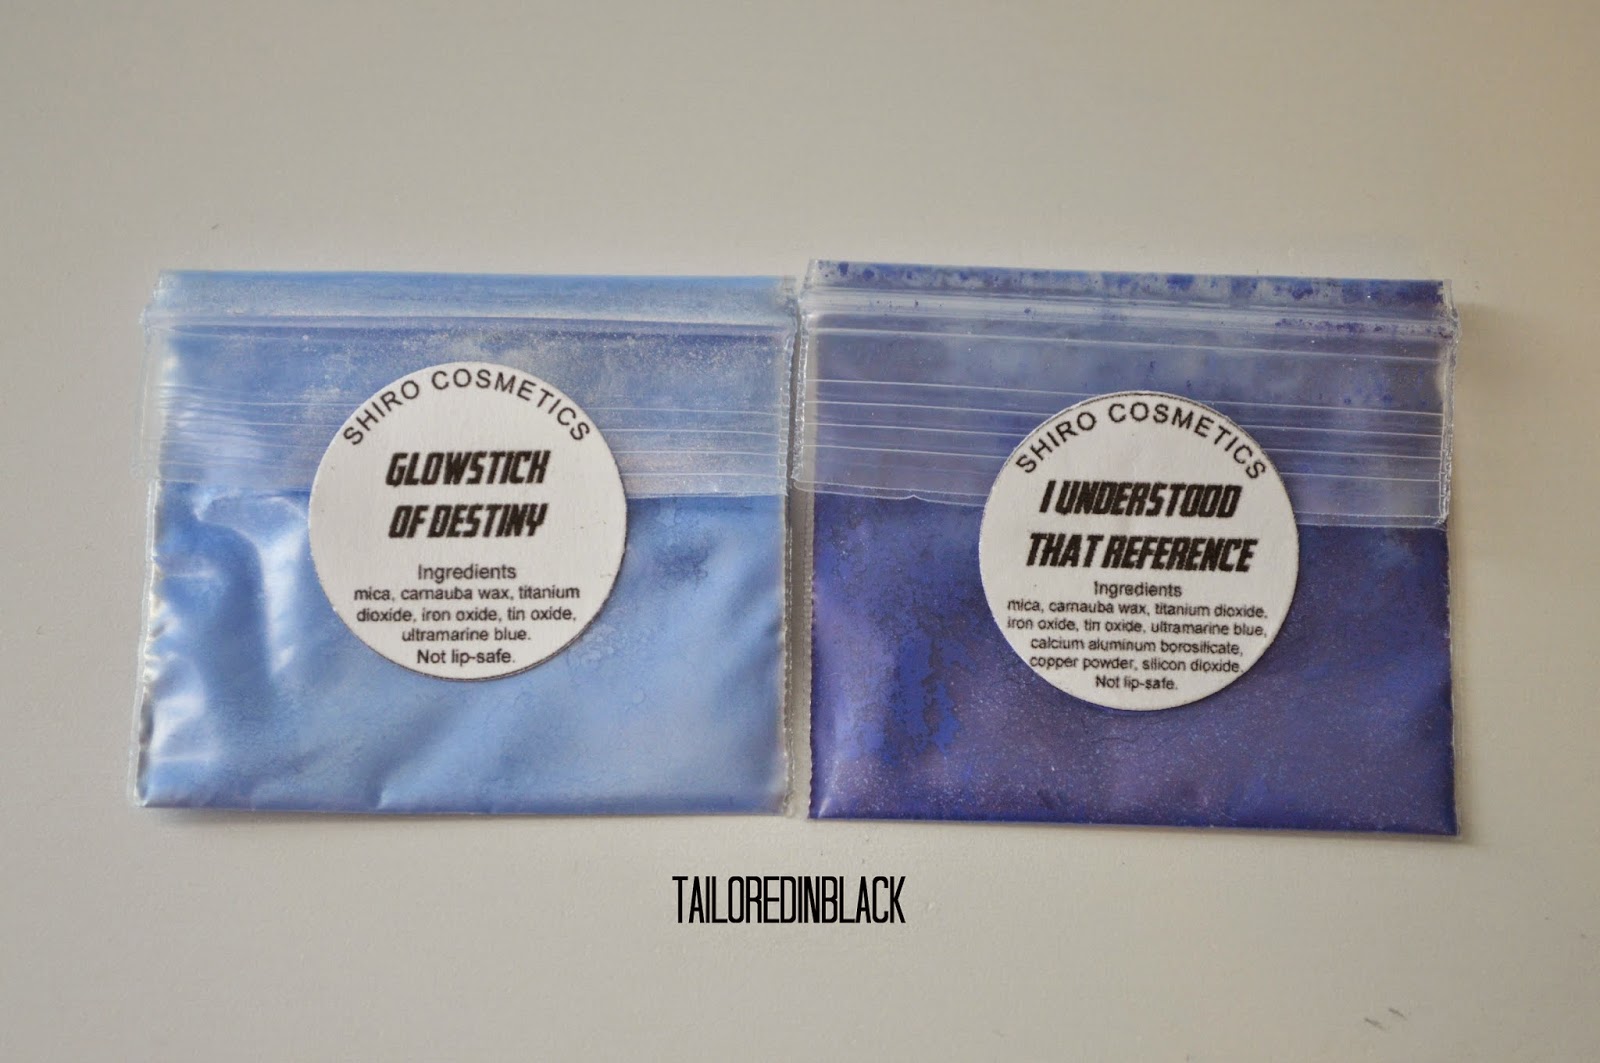 SHIRO COSMETICS
GLOWSTICK
OF DESTINY
Ingredients
mica, carnauba wax, titanium
dioxide, iron oxide, tin oxide,
ultramarine blue.
Not lip-safe.
SHIRO COSMETICS
I UNDERSTOOD
THAT REFERENCE
Ingredients
mica, carnauba wax, titanium dioxide,
iron oxide, tin oxide, ultramarine blue,
calcium aluminum borosilicate,
copper powder, silicon dioxide.
Not lip-safe.
TAILOREDINBLACK